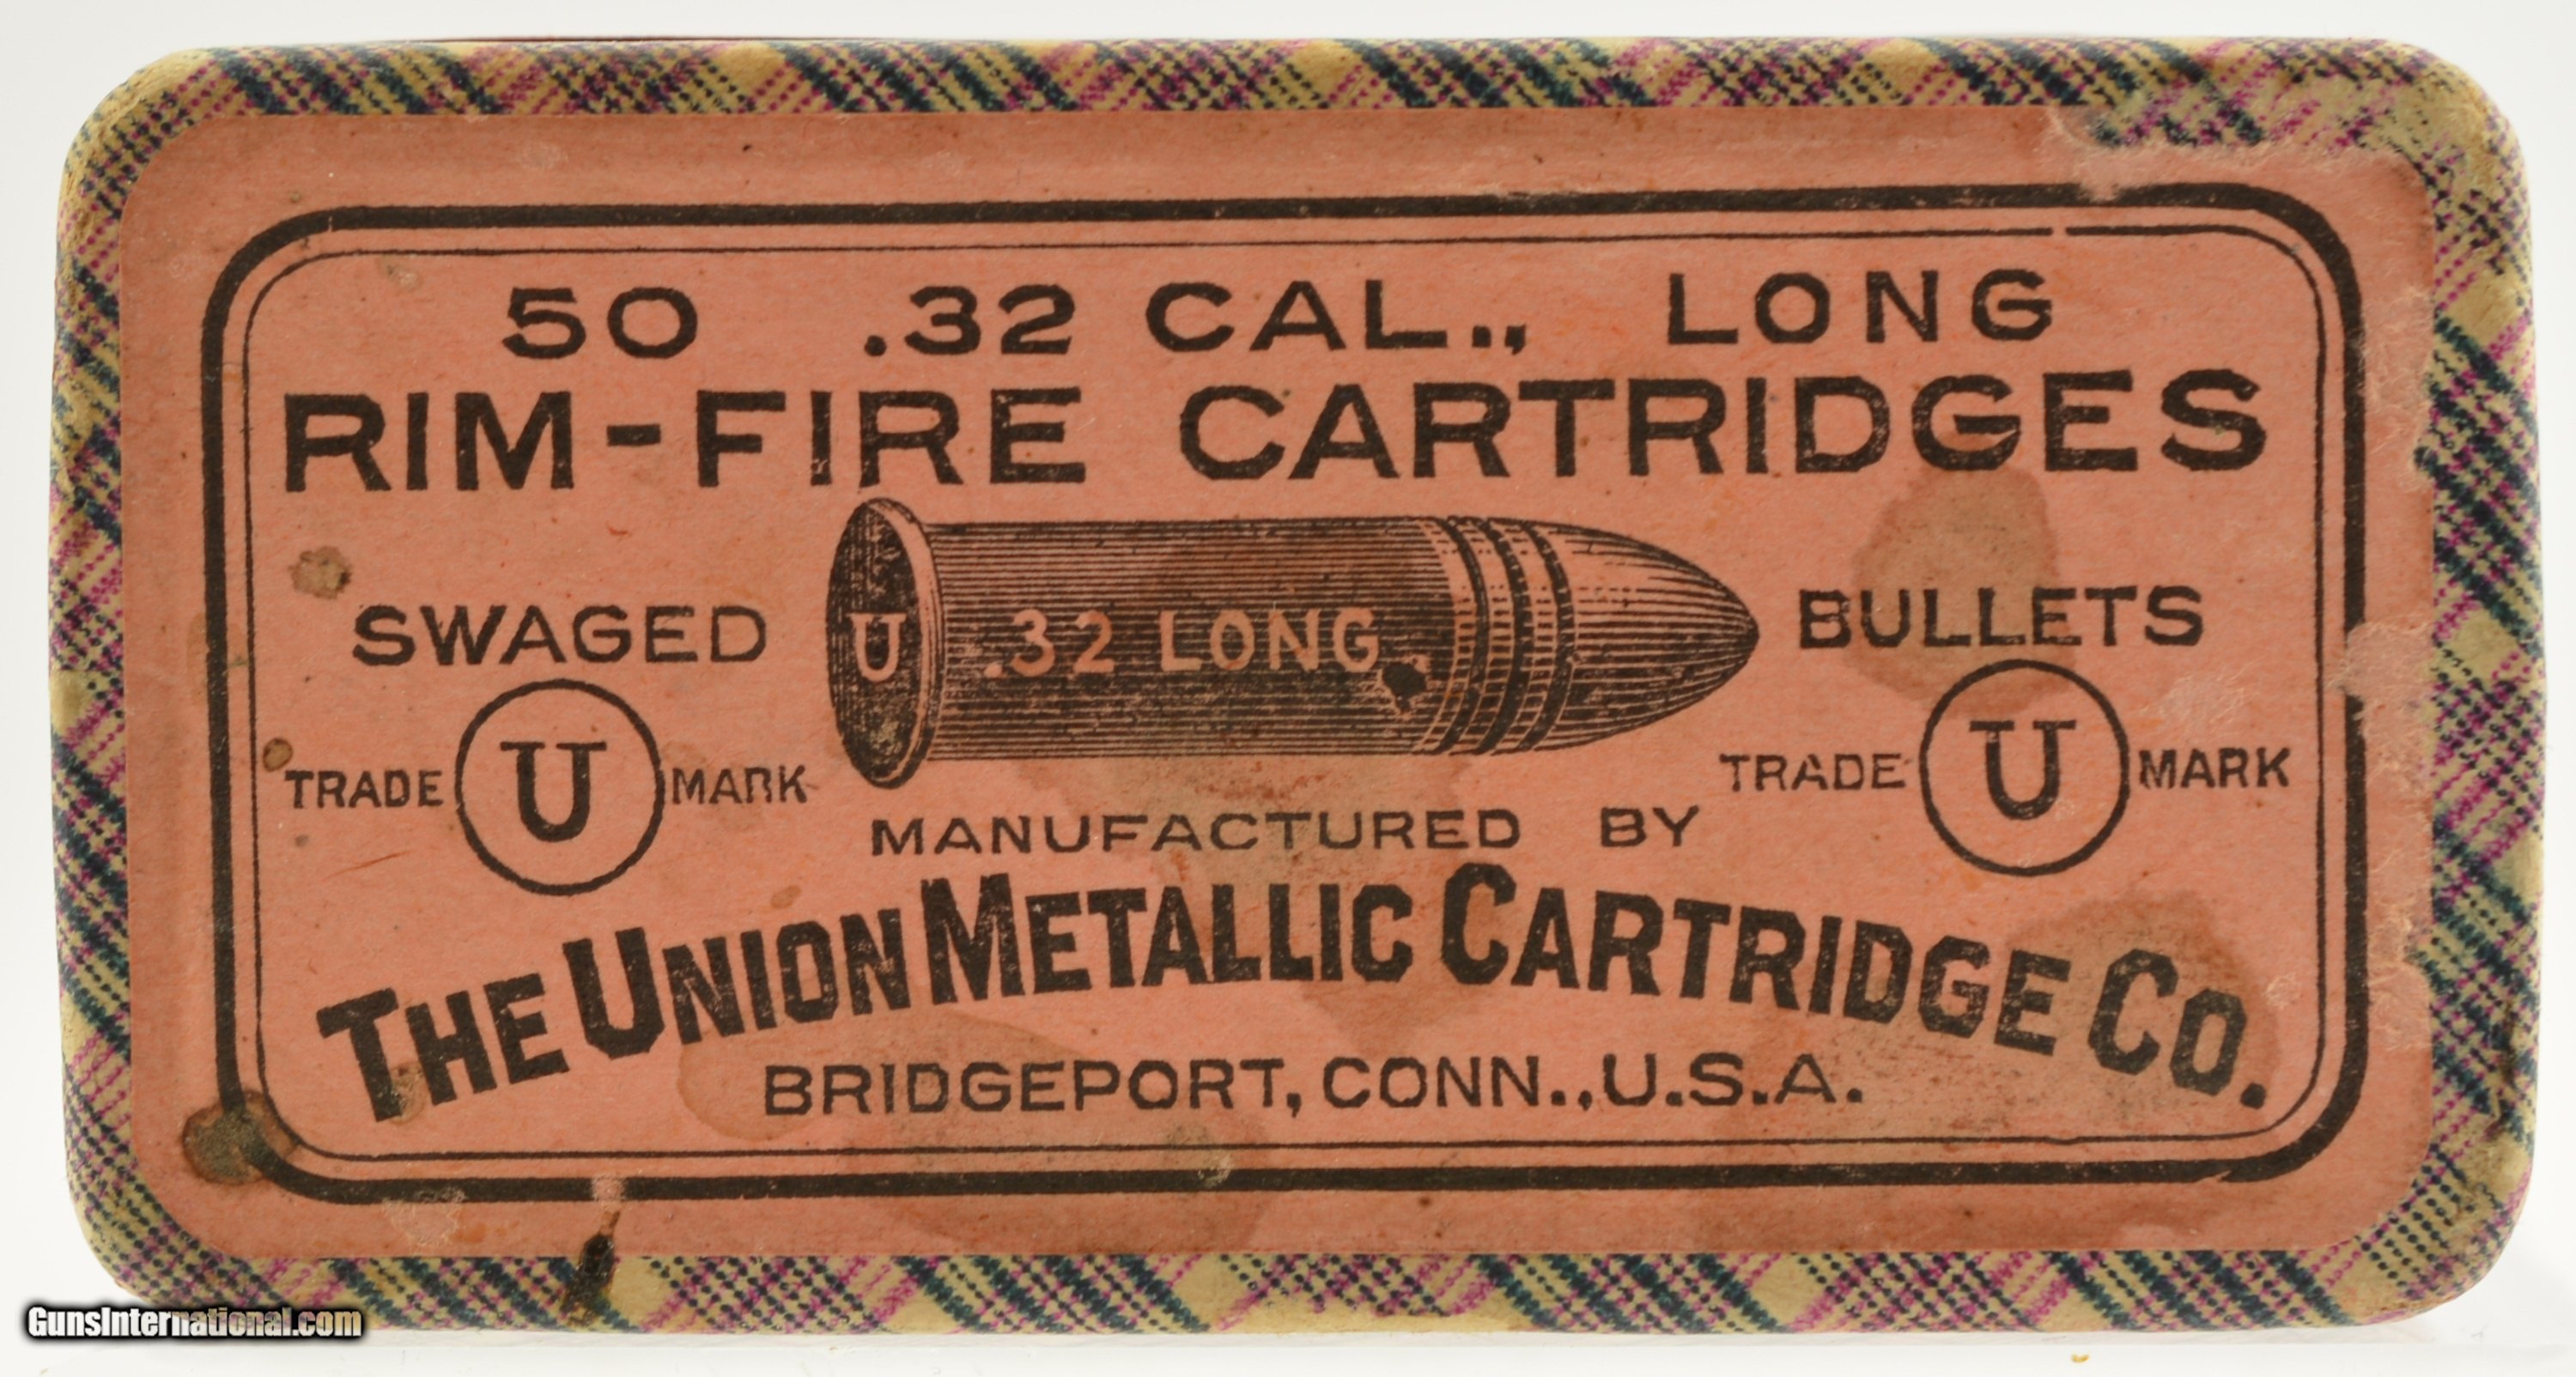 50 .32 CAL., LONG
RIM-FIRE CARTRIDGES
SWAGED U .32 LONG BULLETS
TRADE U MARK TRADE U MARK
MANUFACTURED BY
THE UNION METALLIC CARTRIDGE CO.
BRIDGEPORT, CONN., U.S.A.
GunsInternational.com